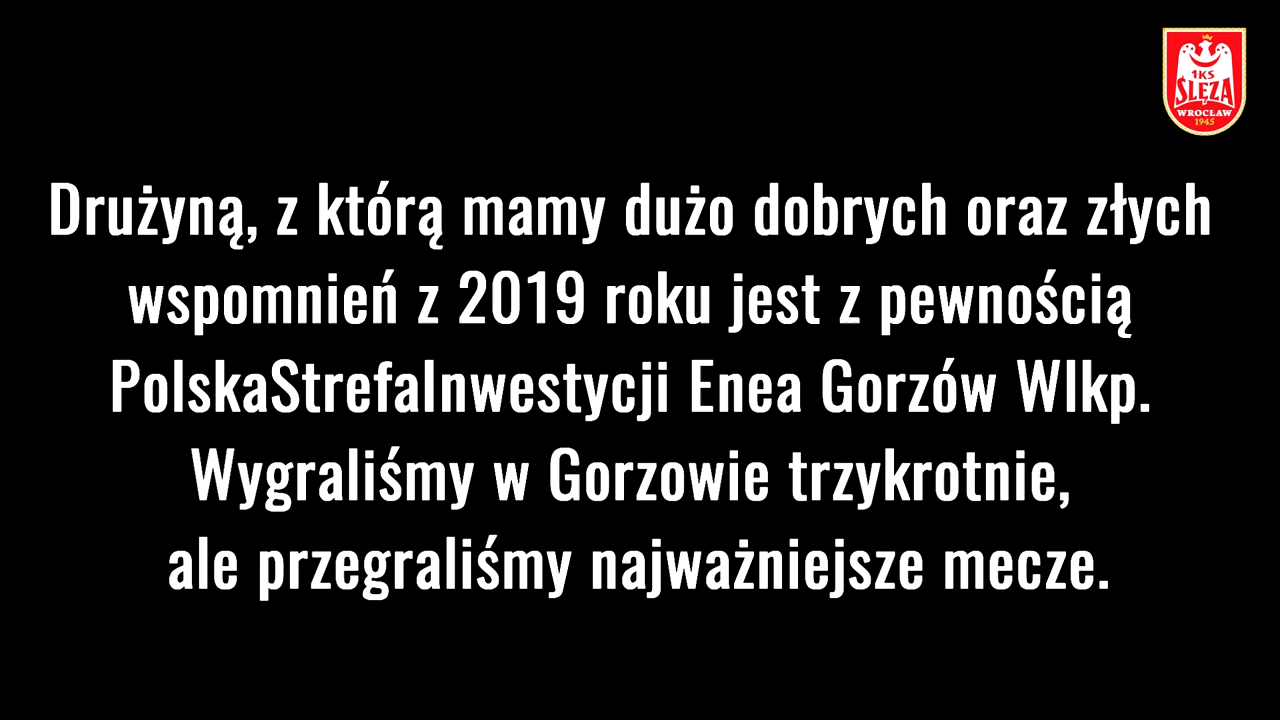 1KS
ŚLĘZA
WROCŁAW
1945
Drużyną, z którą mamy dużo dobrych oraz złych
wspomnień z 2019 roku jest z pewnością
PolskaStrefaInwestycji Enea Gorzów Wlkp.
Wygraliśmy w Gorzowie trzykrotnie,
ale przegraliśmy najważniejsze mecze.